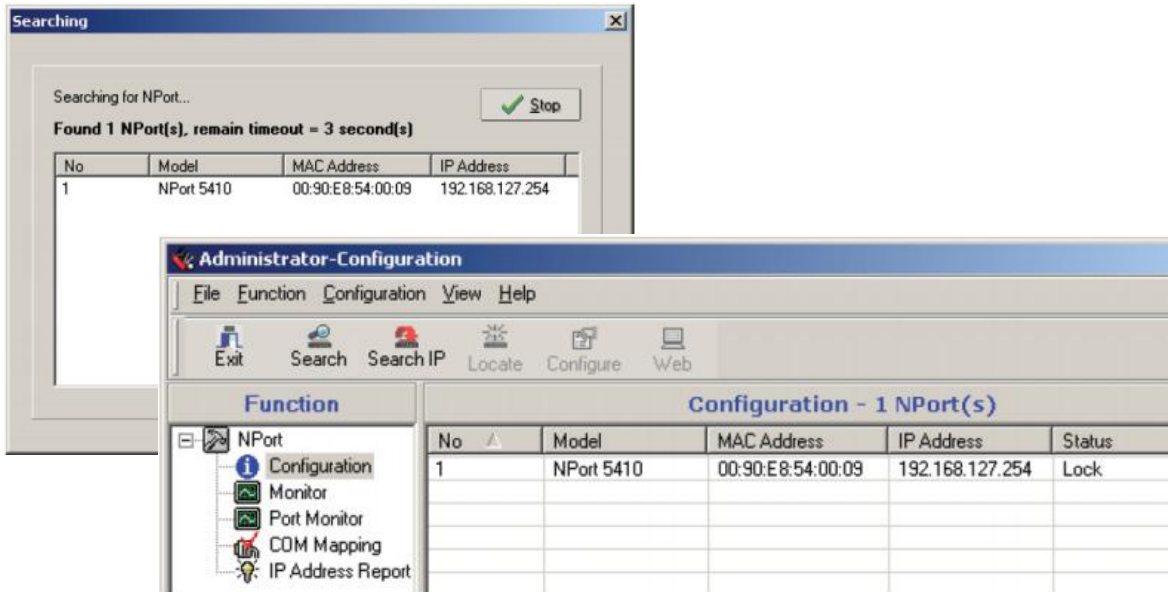 Searching
Searching for NPort...
Stop
Found 1 NPort(s), remain timeout = 3 second(s)
No Model MAC Address IP Address
1 NPort 5410 00:90:E8:54:00:09 192.168.127.254
Administrator-Configuration
File Function Configuration View Help
Exit Search Search IP Locate Configure Web
Function
Configuration - 1 NPort(s)
NPort
Configuration
Monitor
Port Monitor
COM Mapping
IP Address Report
No Model MAC Address IP Address Status
1 NPort 5410 00:90:E8:54:00:09 192.168.127.254 Lock